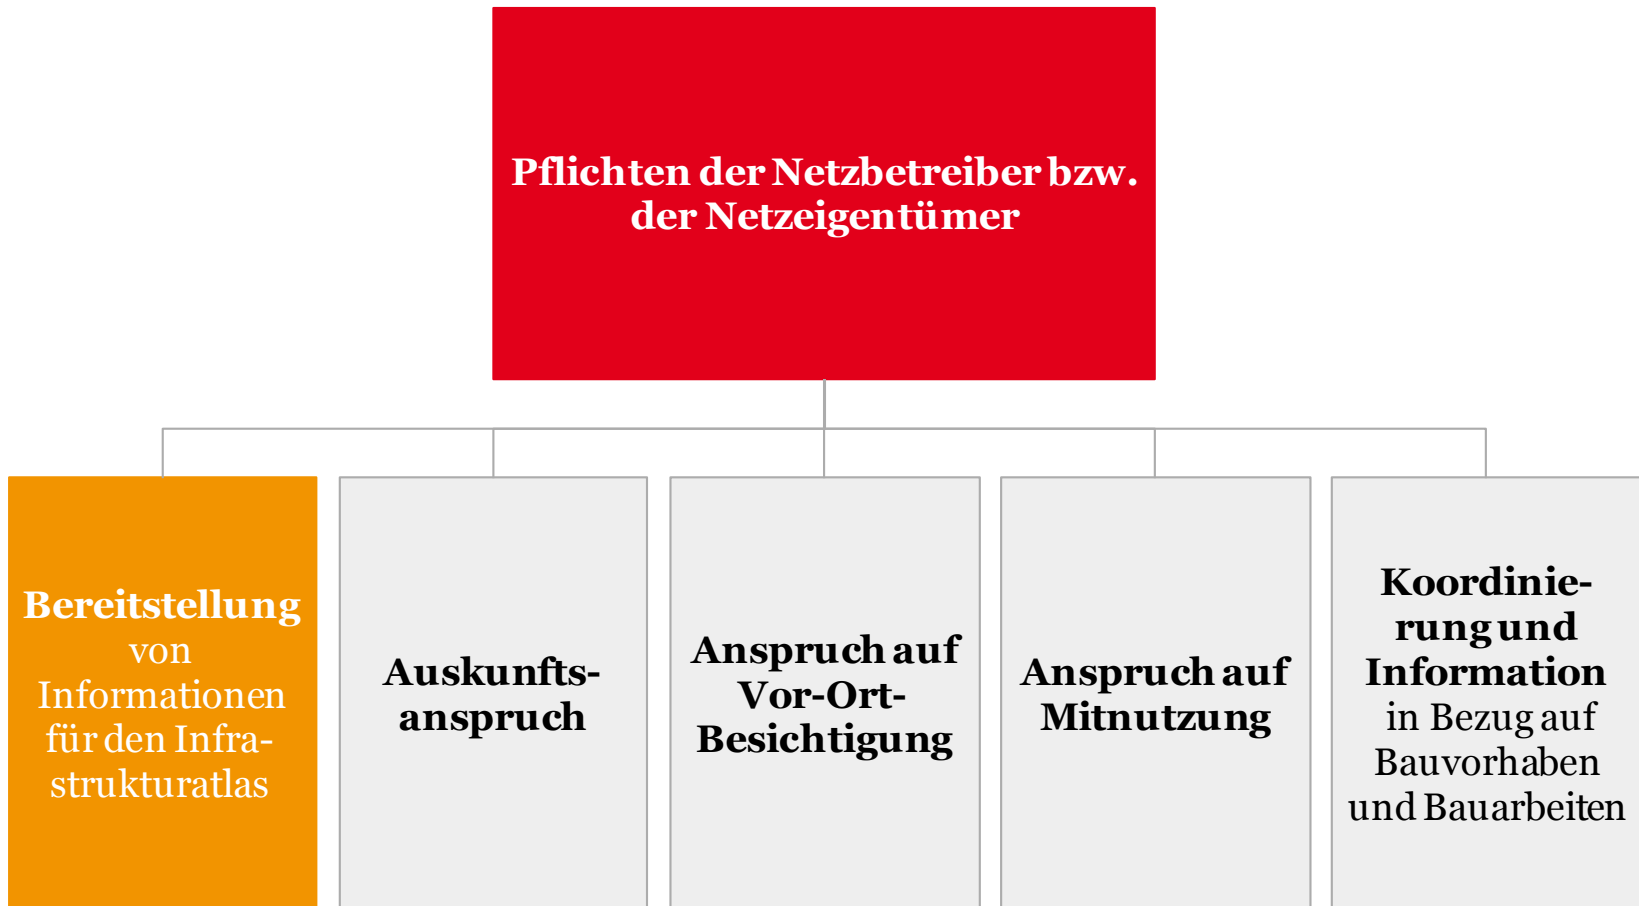 Pflichten der Netzbetreiber bzw.
der Netzeigentümer
Bereitstellung
von
Informationen
für den Infra-
strukturatlas
Auskunfts-
anspruch
Anspruch auf
Vor-Ort-
Besichtigung
Anspruch auf
Mitnutzung
Koordinie-
rung und
Information
in Bezug auf
Bauvorhaben
und Bauarbeiten